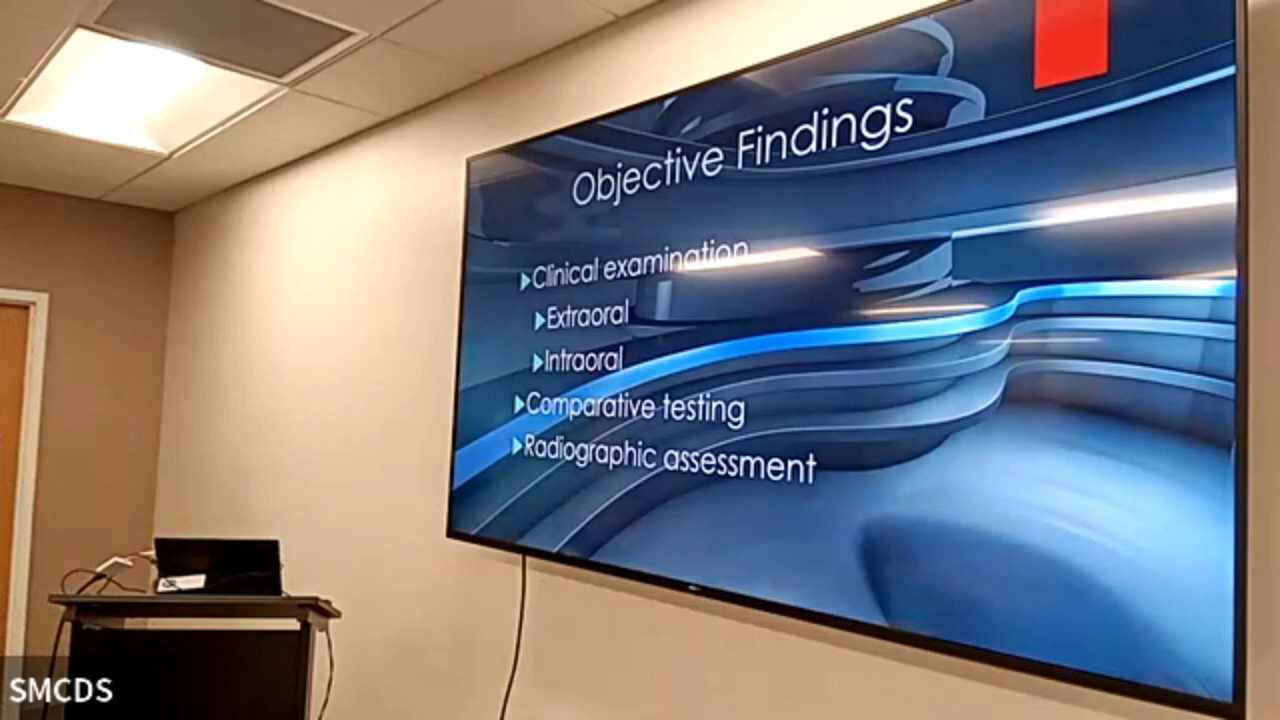 Objective Findings
Clinical examination
Extraoral
Intraoral
Comparative testing
Radiographic assessment
SMCDS